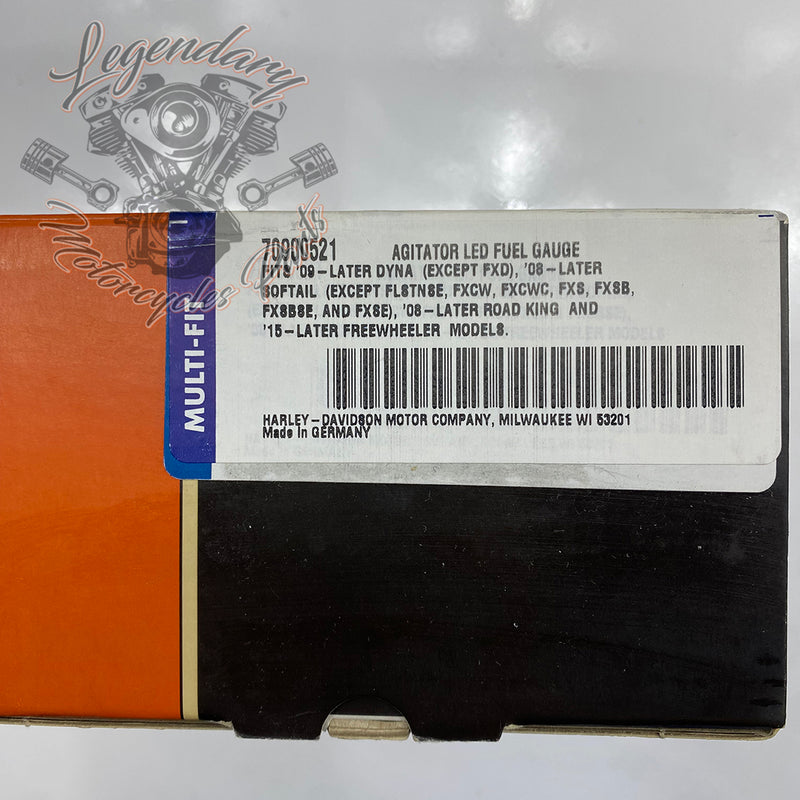 Legendary
Motorcycles Parts
MULTI-FIT
70900521 AGITATOR LED FUEL GAUGE
FITS '09-LATER DYNA (EXCEPT FXD), '08-LATER
SOFTAIL (EXCEPT FLSTNSE, FXCW, FXCWC, FXS, FXSB,
FXSBSE, AND FXSE), '08-LATER ROAD KING AND
'15-LATER FREEWHEELER MODELS.
HARLEY-DAVIDSON MOTOR COMPANY, MILWAUKEE WI 53201
Made In GERMANY